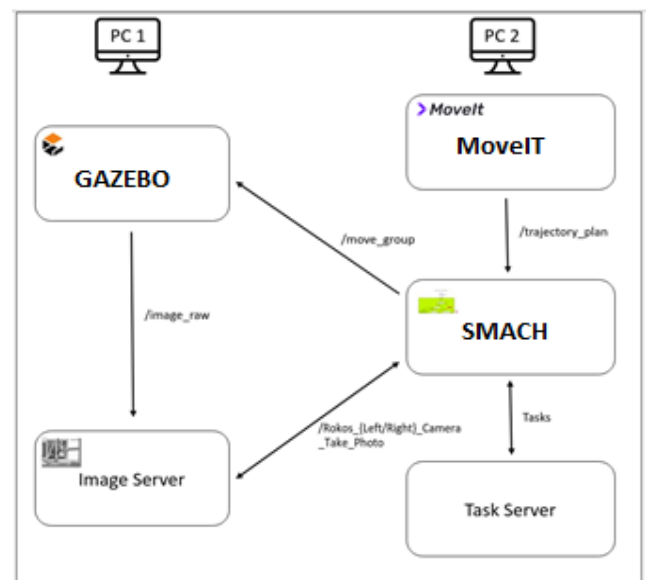 PC 1
PC 2
MoveIt
MoveIT
GAZEBO
/move_group
/trajectory_plan
/image_raw
SMACH
/Rokos_{Left/Right}_Camera
_Take_Photo
Tasks
Image Server
Task Server